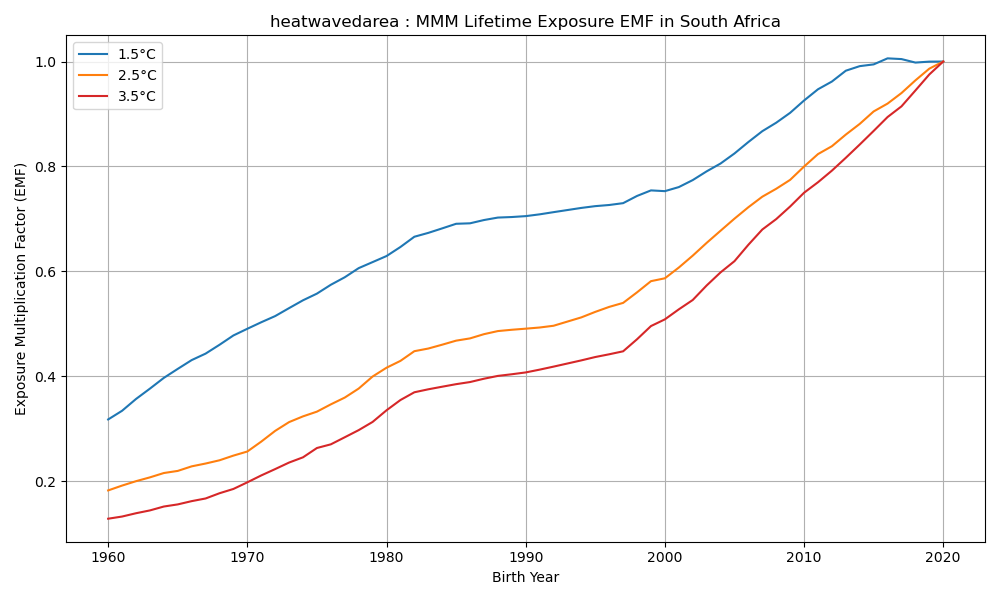 heatwavedarea : MMM Lifetime Exposure EMF in South Africa
1.5°C
2.5°C
3.5°C
Exposure Multiplication Factor (EMF)
1.0
0.8
0.6
0.4
0.2
1960 1970 1980 1990 2000 2010 2020
Birth Year